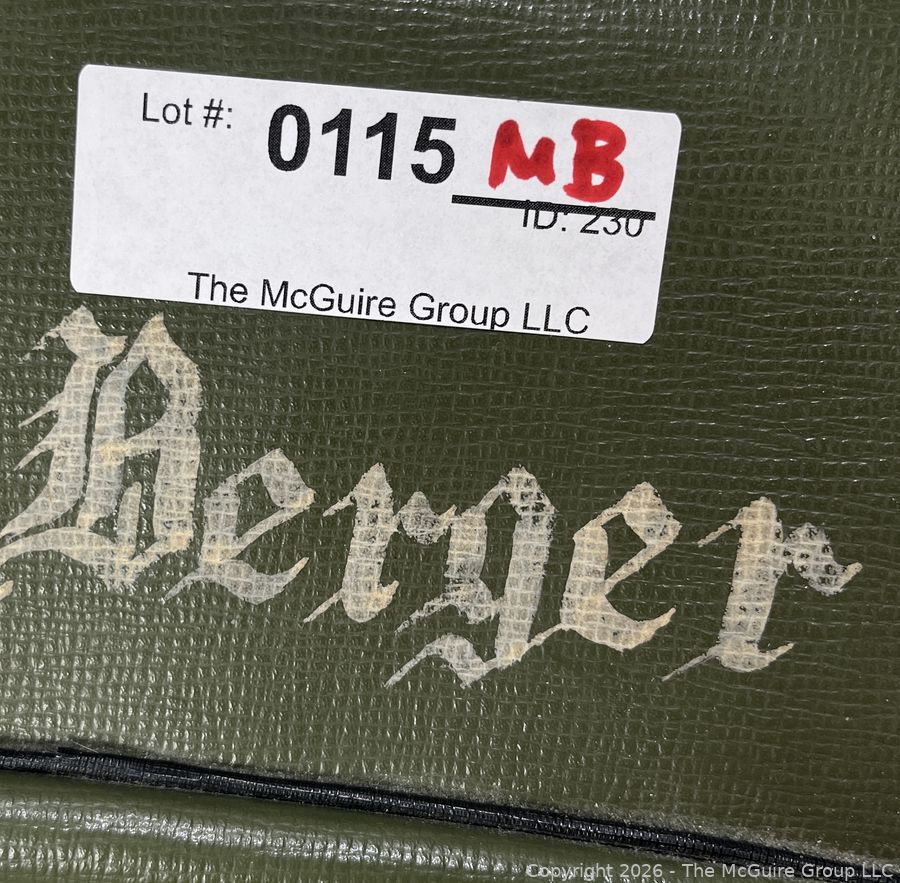 Lot #: 0115 MB
ID: 230
The McGuire Group LLC
Berger
Copyright 2026 - The McGuire Group LLC